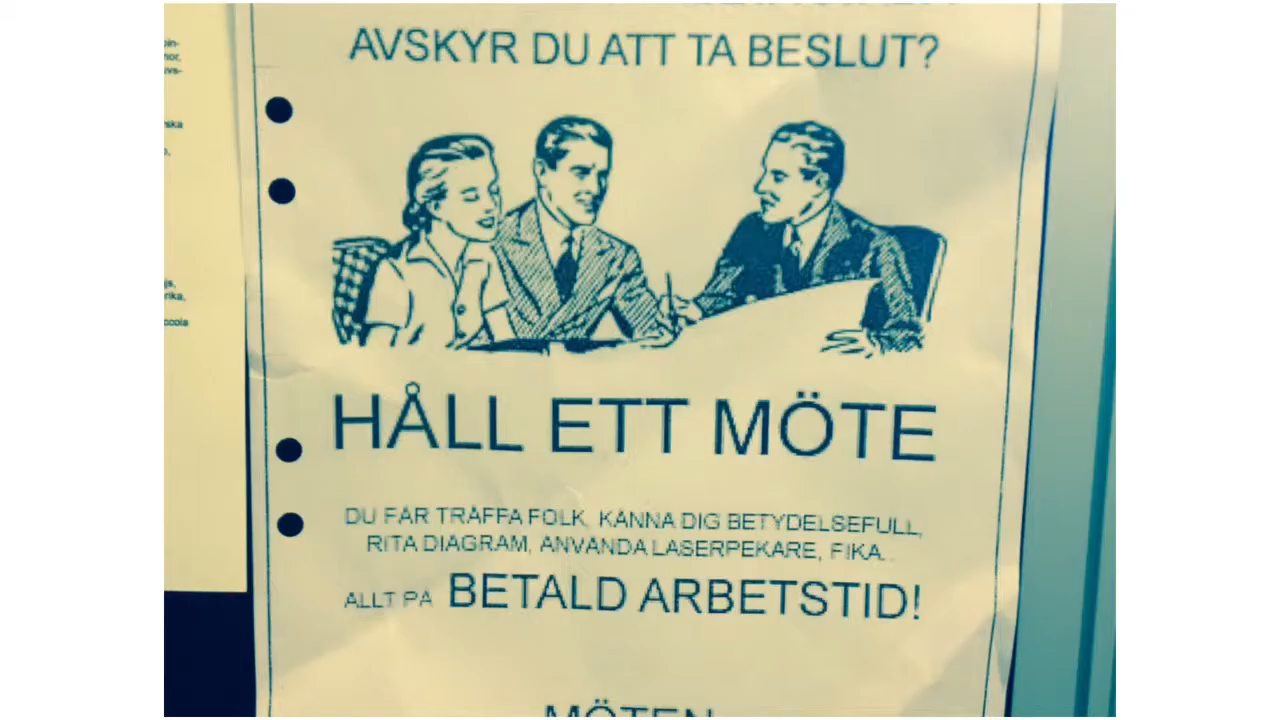 AVSKYR DU ATT TA BESLUT?
HÅLL ETT MÖTE
DU FÅR TRÄFFA FOLK, KÄNNA DIG BETYDELSEFULL,
RITA DIAGRAM, ANVÄNDA LASERPEKARE, FIKA..
ALLT PÅ BETALD ARBETSTID!
MÖTEN